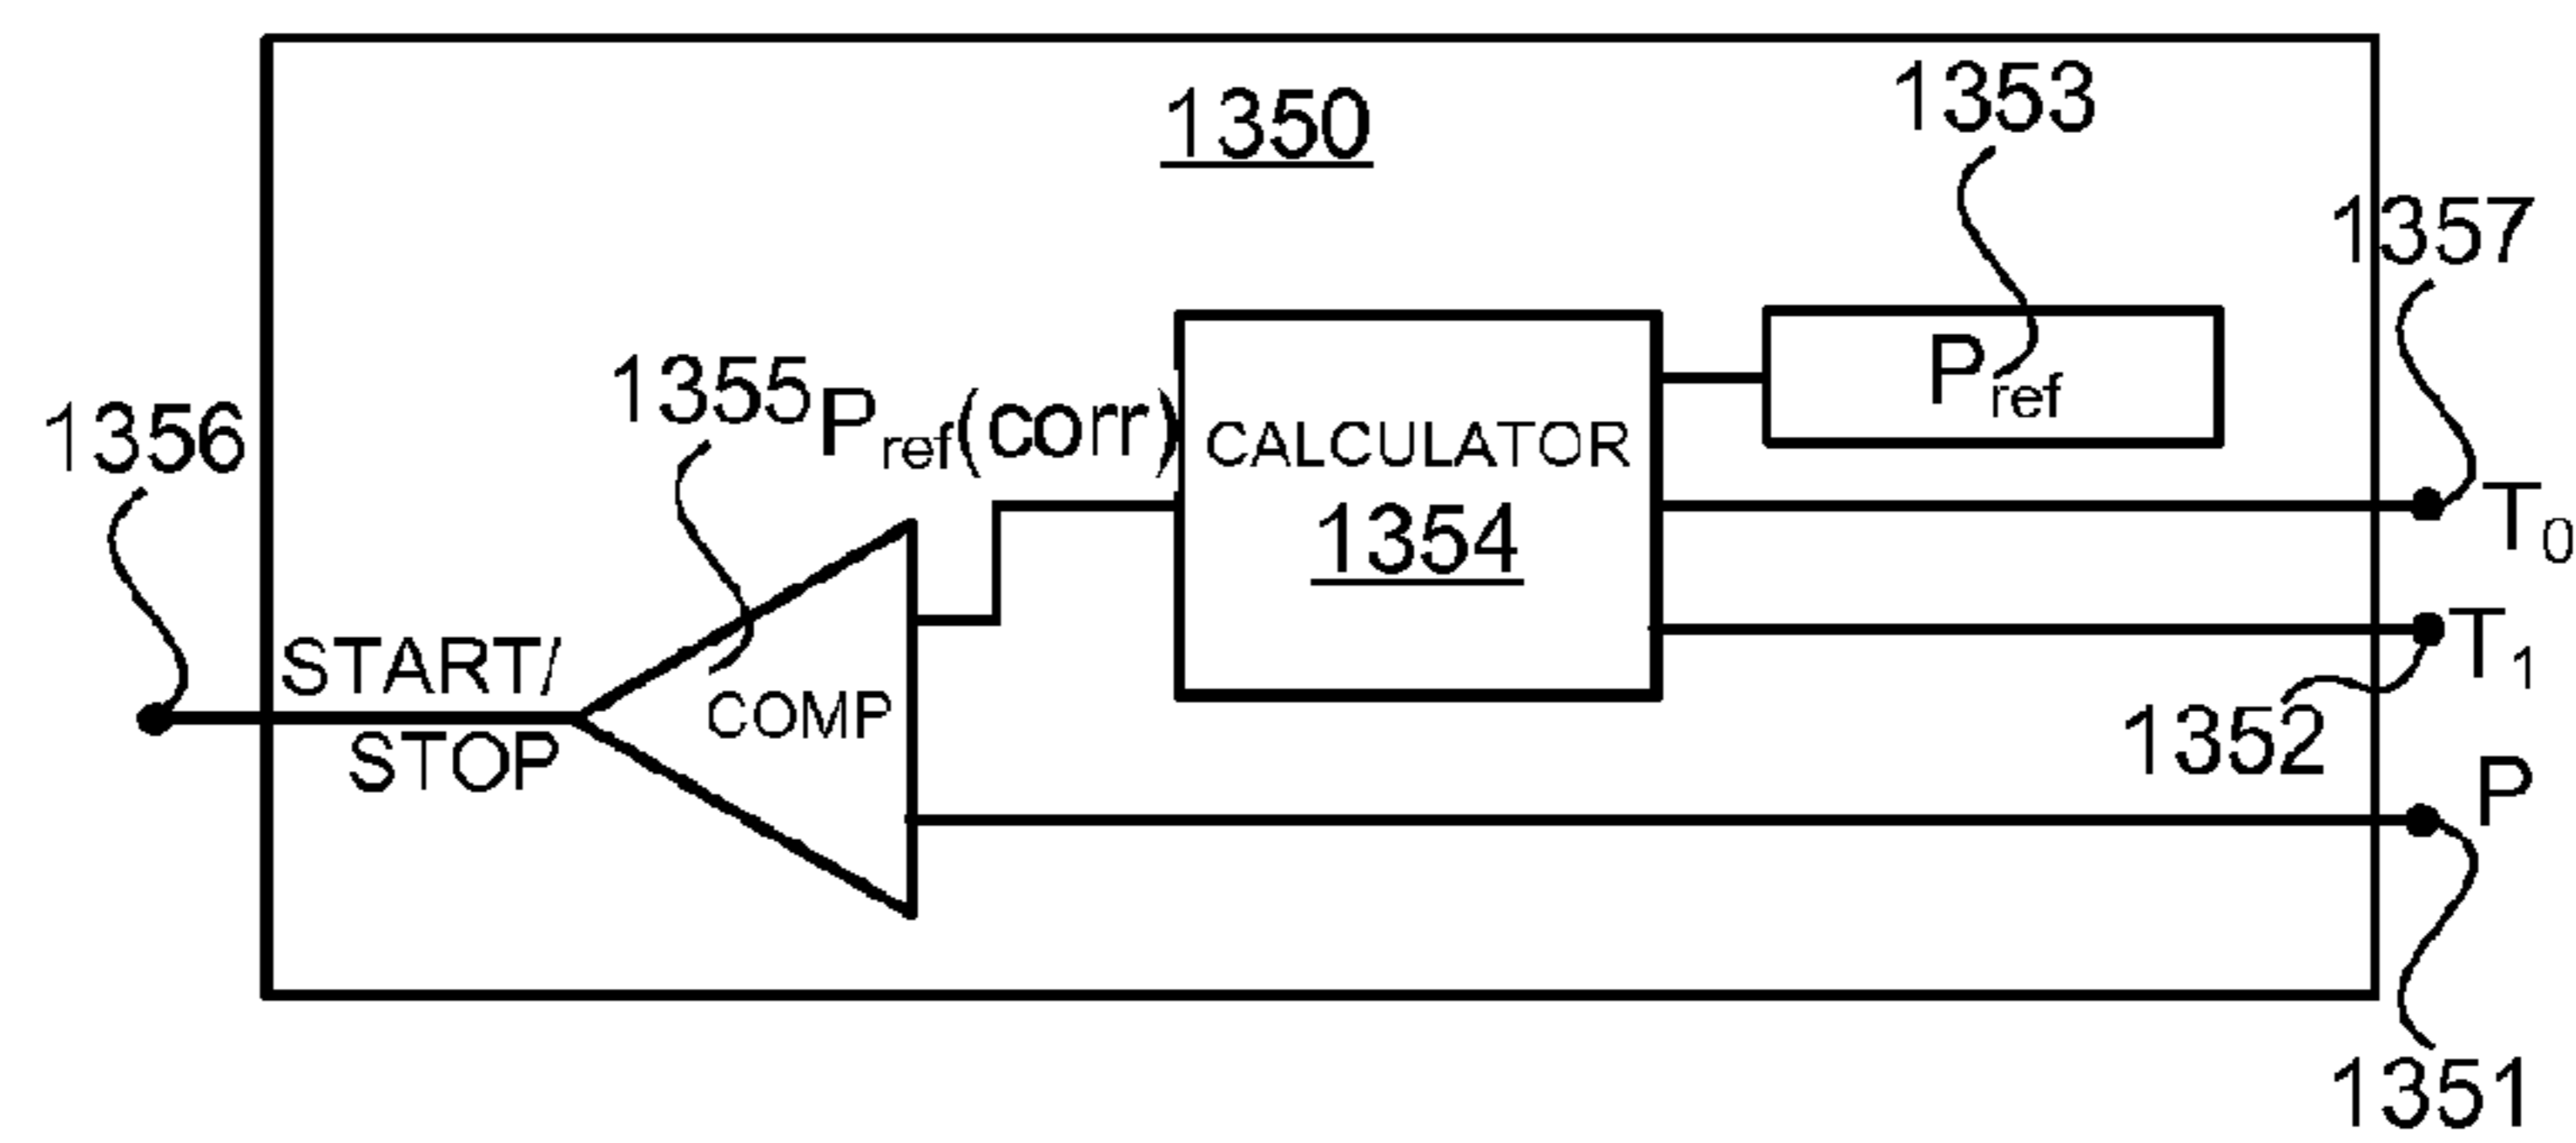 1350
1353
1357
1356
1355
P_ref(corr)
CALCULATOR
1354
P_ref
T_0
T_1
1352
START/
STOP
COMP
P
1351